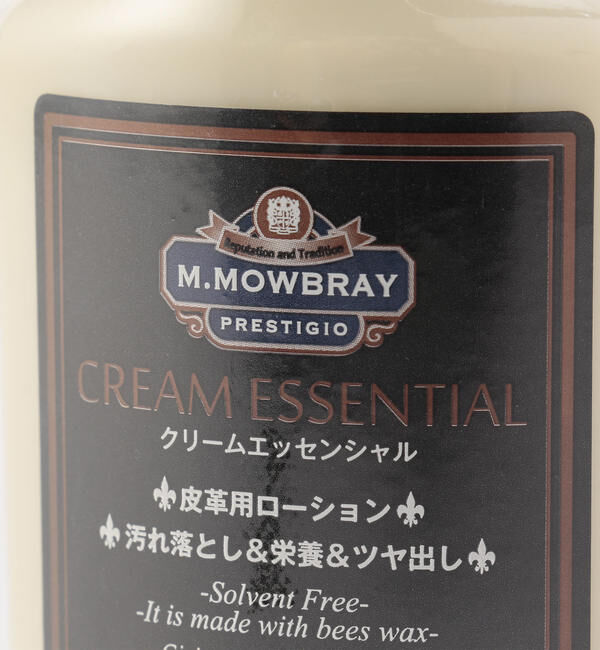 Reputation and Tradition
M.MOWBRAY
PRESTIGIO
CREAM ESSENTIAL
クリームエッセンシャル
皮革用ローション
汚れ落とし&栄養&ツヤ出し
-Solvent Free-
-It is made with bees wax-